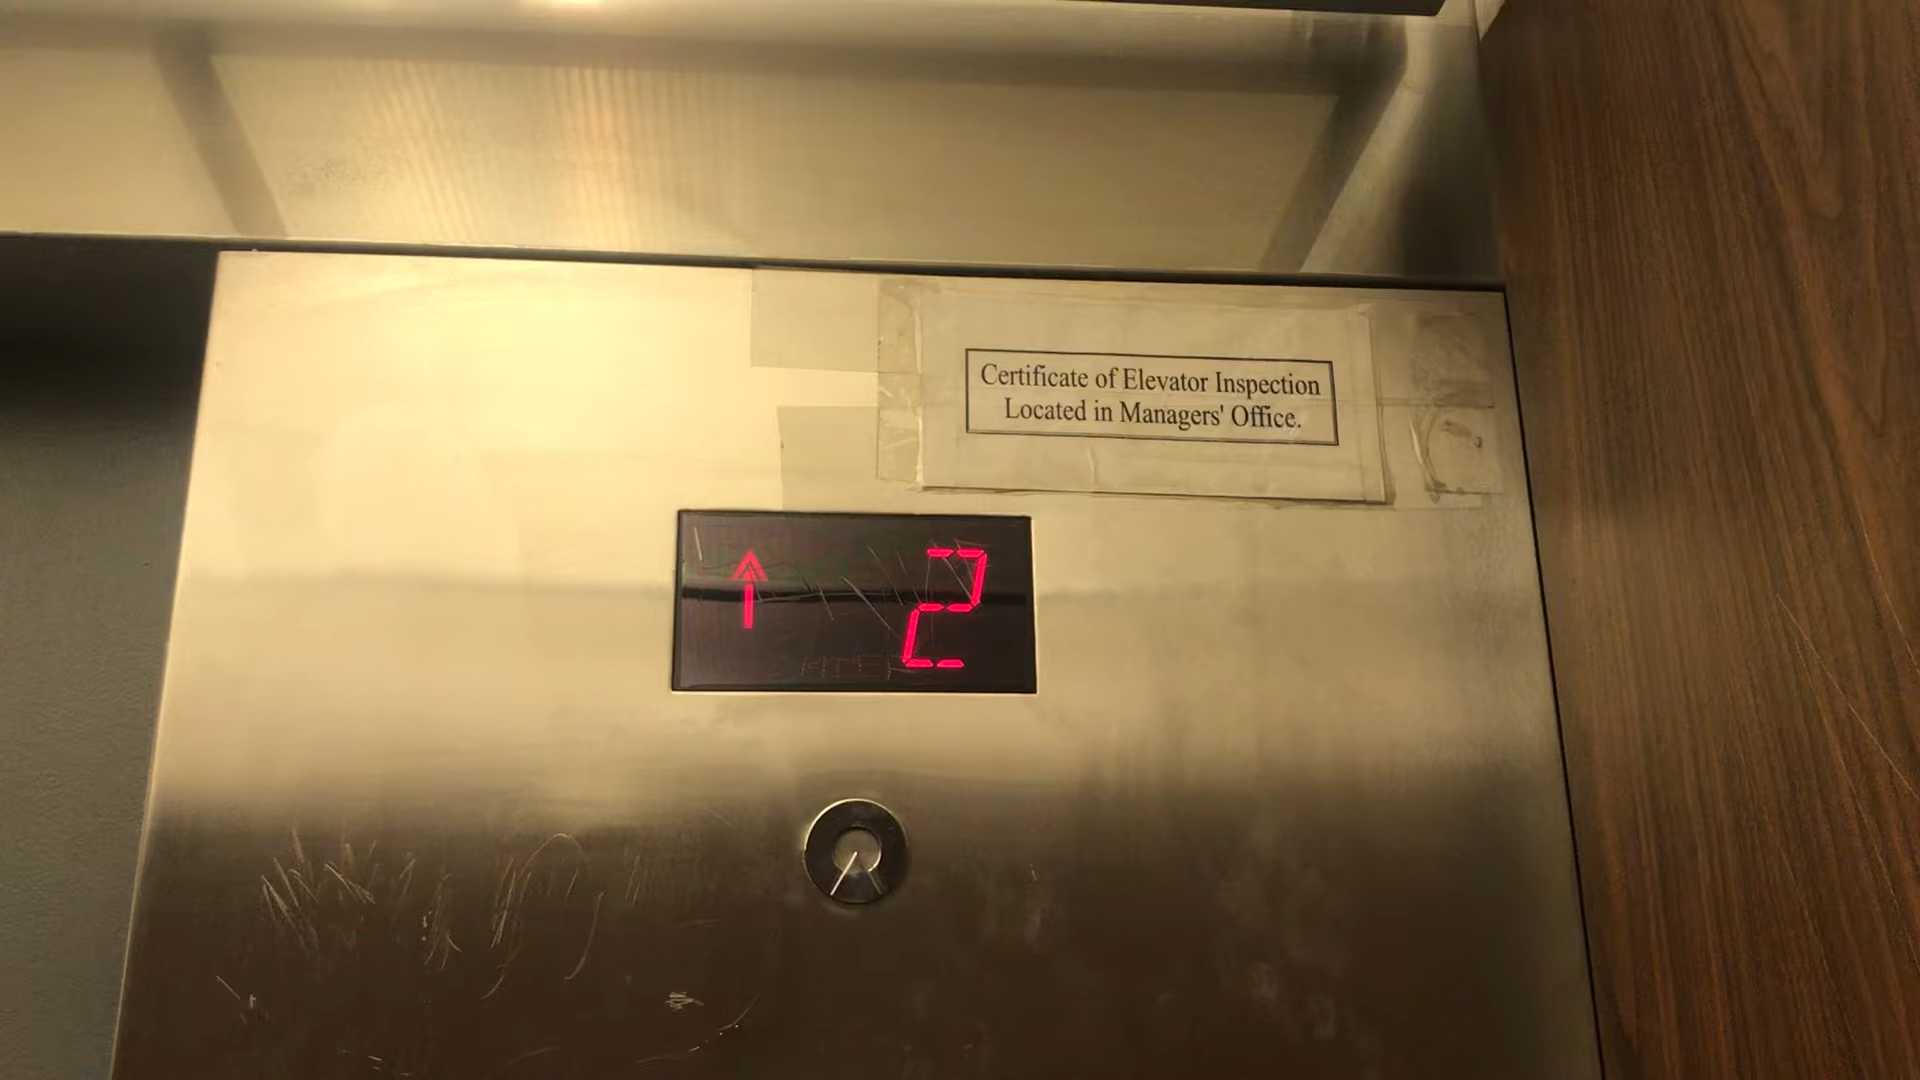 Certificate of Elevator Inspection
Located in Managers' Office.
2